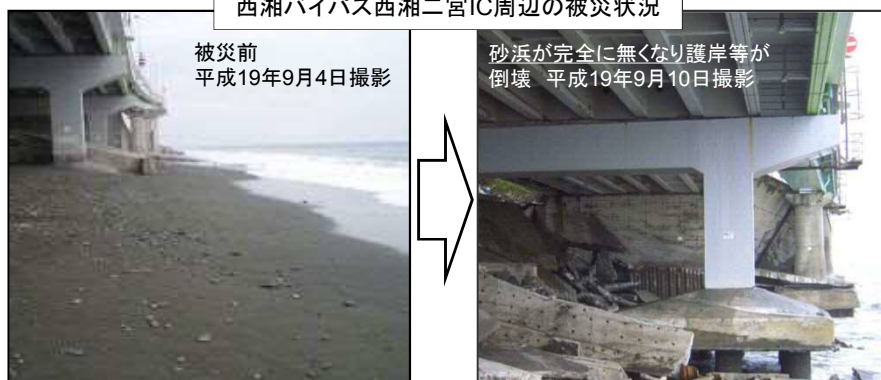 西湘バイパス西湘二宮IC周辺の被災状況
被災前
平成19年9月4日撮影
砂浜が完全に無くなり護岸等が
倒壊 平成19年9月10日撮影